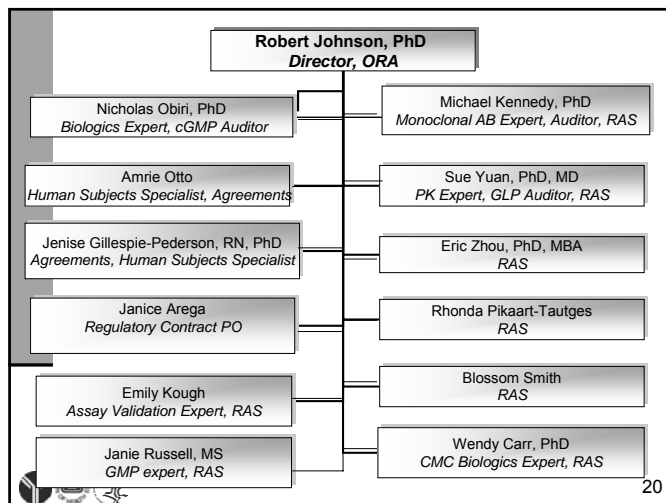 Robert Johnson, PhD
Director, ORA
Nicholas Obiri, PhD
Biologics Expert, cGMP Auditor
Michael Kennedy, PhD
Monoclonal AB Expert, Auditor, RAS
Amrie Otto
Human Subjects Specialist, Agreements
Sue Yuan, PhD, MD
PK Expert, GLP Auditor, RAS
Jenise Gillespie-Pederson, RN, PhD
Agreements, Human Subjects Specialist
Eric Zhou, PhD, MBA
RAS
Janice Arega
Regulatory Contract PO
Rhonda Pikaart-Tautges
RAS
Emily Kough
Assay Validation Expert, RAS
Blossom Smith
RAS
Janie Russell, MS
GMP expert, RAS
Wendy Carr, PhD
CMC Biologics Expert, RAS
20